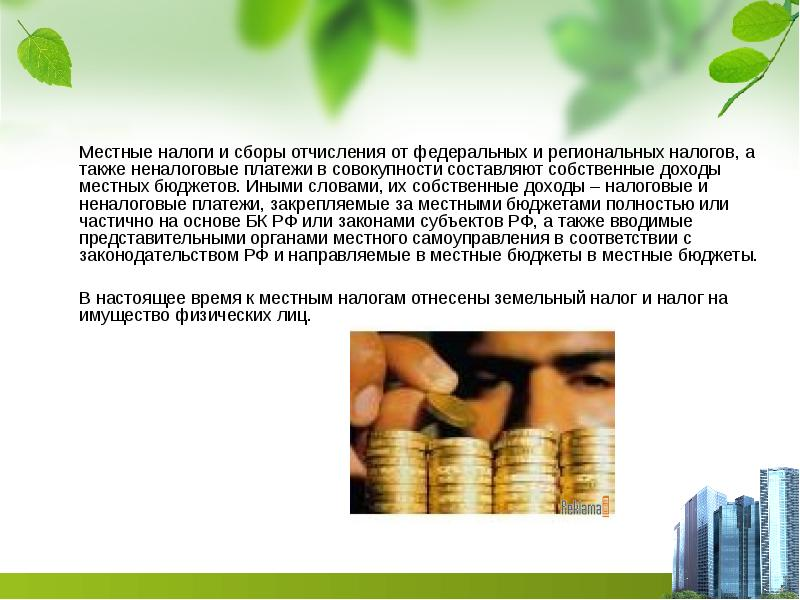 Местные налоги и сборы отчисления от федеральных и региональных налогов, а
также неналоговые платежи в совокупности составляют собственные доходы
местных бюджетов. Иными словами, их собственные доходы – налоговые и
неналоговые платежи, закрепляемые за местными бюджетами полностью или
частично на основе БК РФ или законами субъектов РФ, а также вводимые
представительными органами местного самоуправления в соответствии с
законодательством РФ и направляемые в местные бюджеты в местные бюджеты.
В настоящее время к местным налогам отнесены земельный налог и налог на
имущество физических лиц.
Reklama